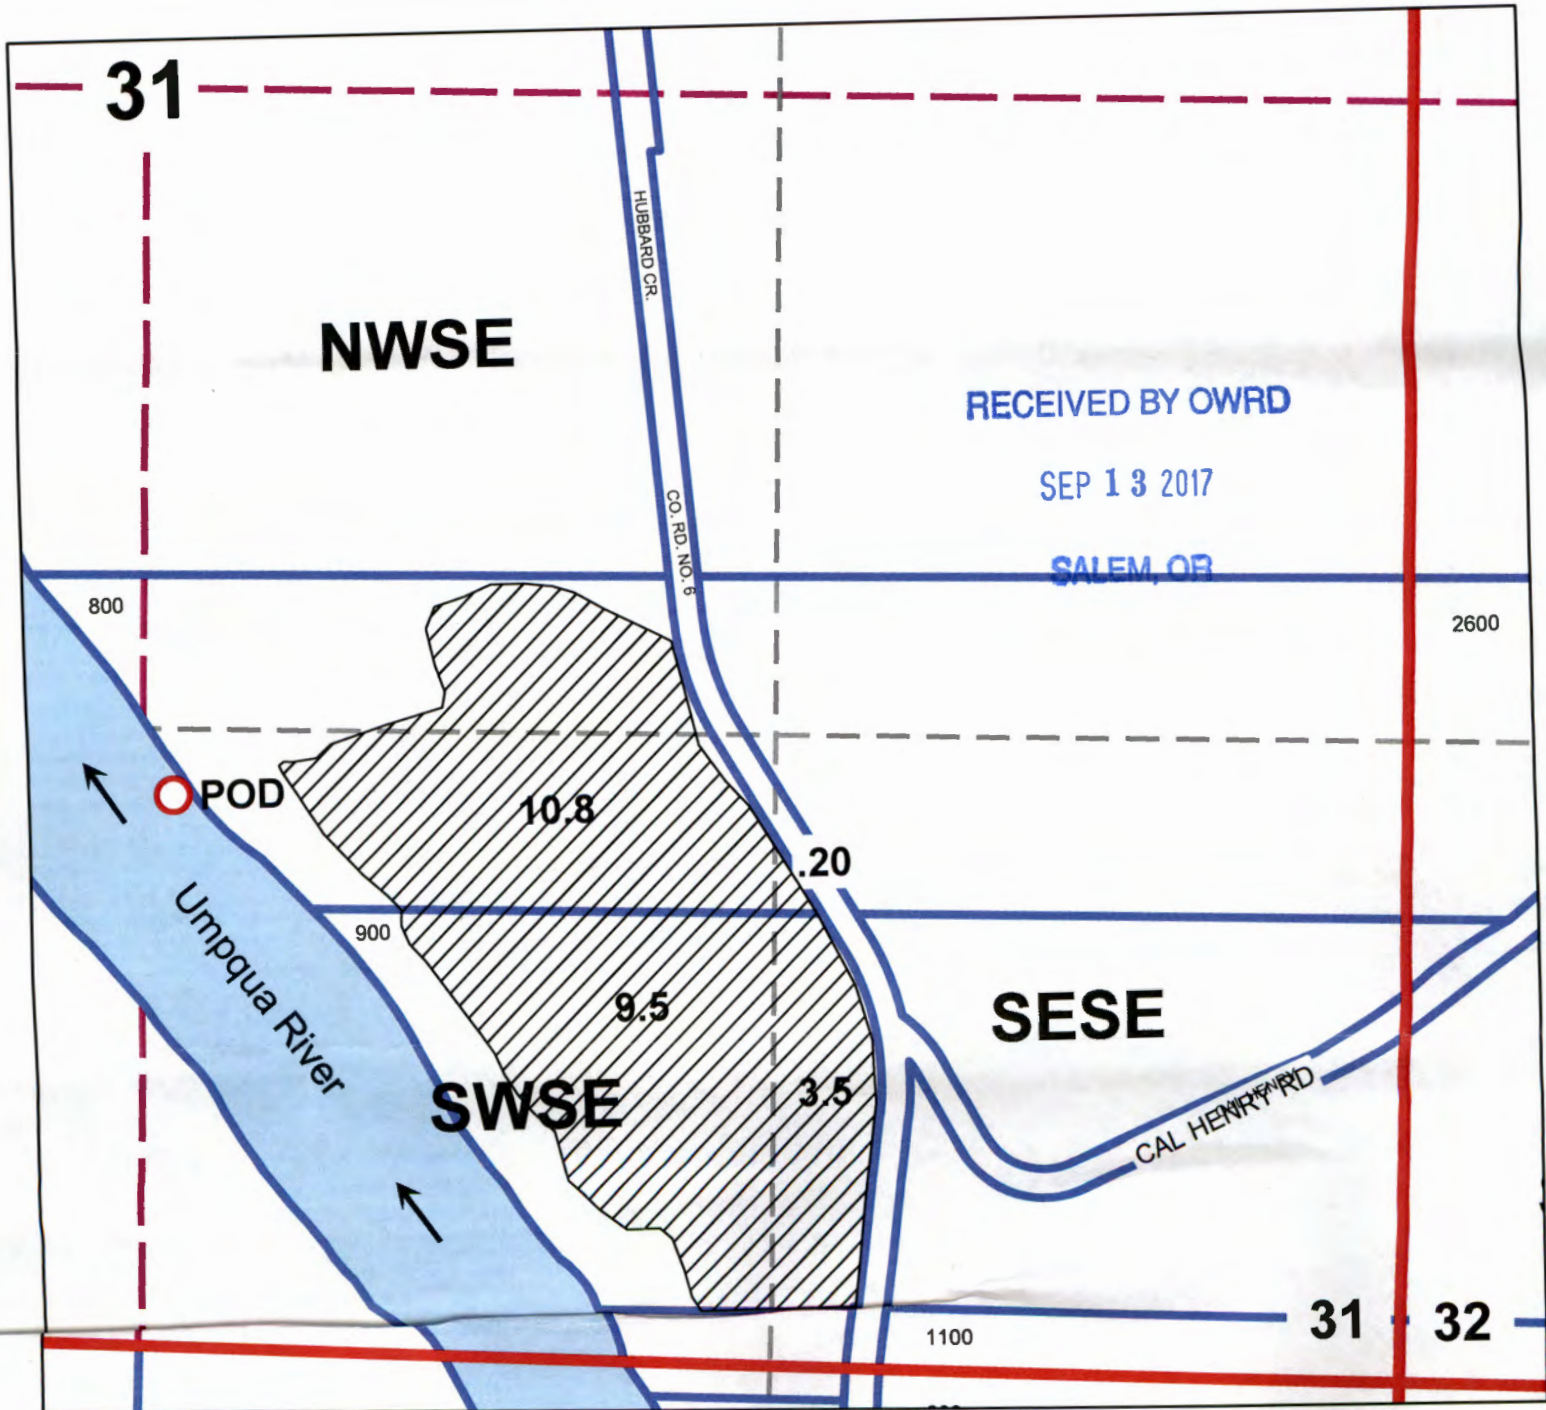 31
HUBBARD CR.
NWSE
RECEIVED BY OWRD
SEP 13 2017
SALEM, OR
CO. RD. NO. 6
800
2600
POD
10.8
.20
Umpqua River
900
9.5
SESE
SWSE
3.5
CAL HENRY RD
31
32
1100